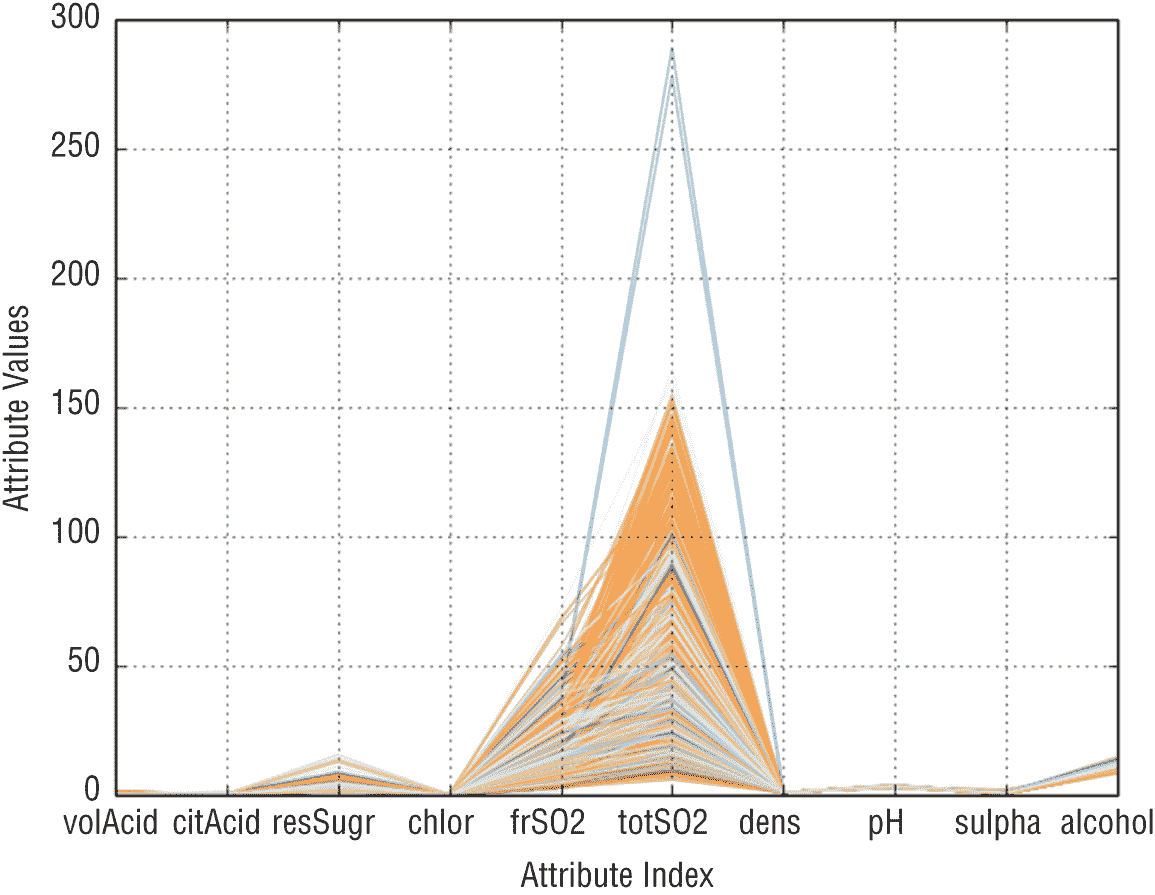 300
250
200
150
100
50
0
Attribute Values
volAcid citAcid resSugr chlor frSO2 totSO2 dens pH sulpha alcohol
Attribute Index